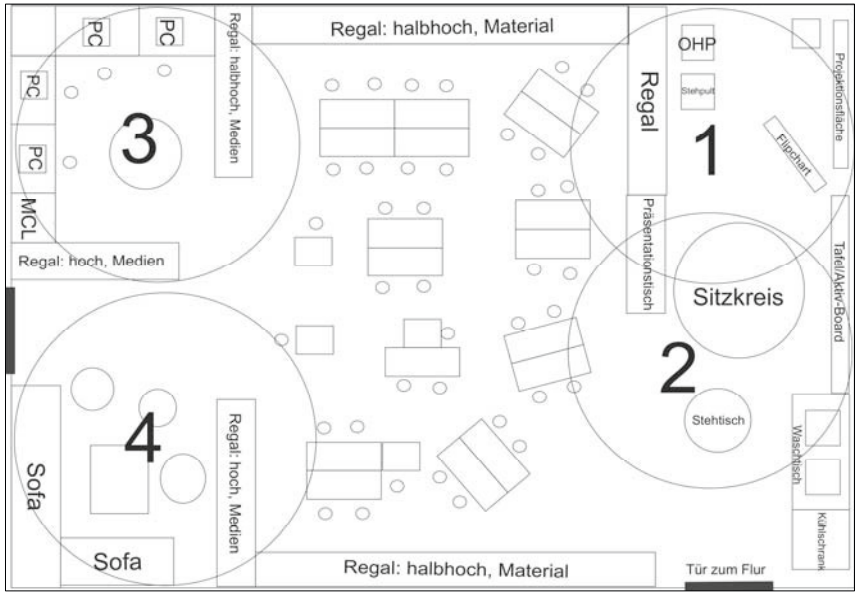 PC
PC
Regal: halbhoch, Medien
Regal: halbhoch, Material
OHP
Projektionsfläche
PC
Regal
Stehpult
3
1
Flipchart
PC
MCL
Präsentationstisch
Tafel/Aktiv-Board
Regal: hoch, Medien
Sitzkreis
2
4
Regal: hoch, Medien
Stehtisch
Waschtisch
Sofa
Kühlschrank
Sofa
Regal: halbhoch, Material
Tür zum Flur